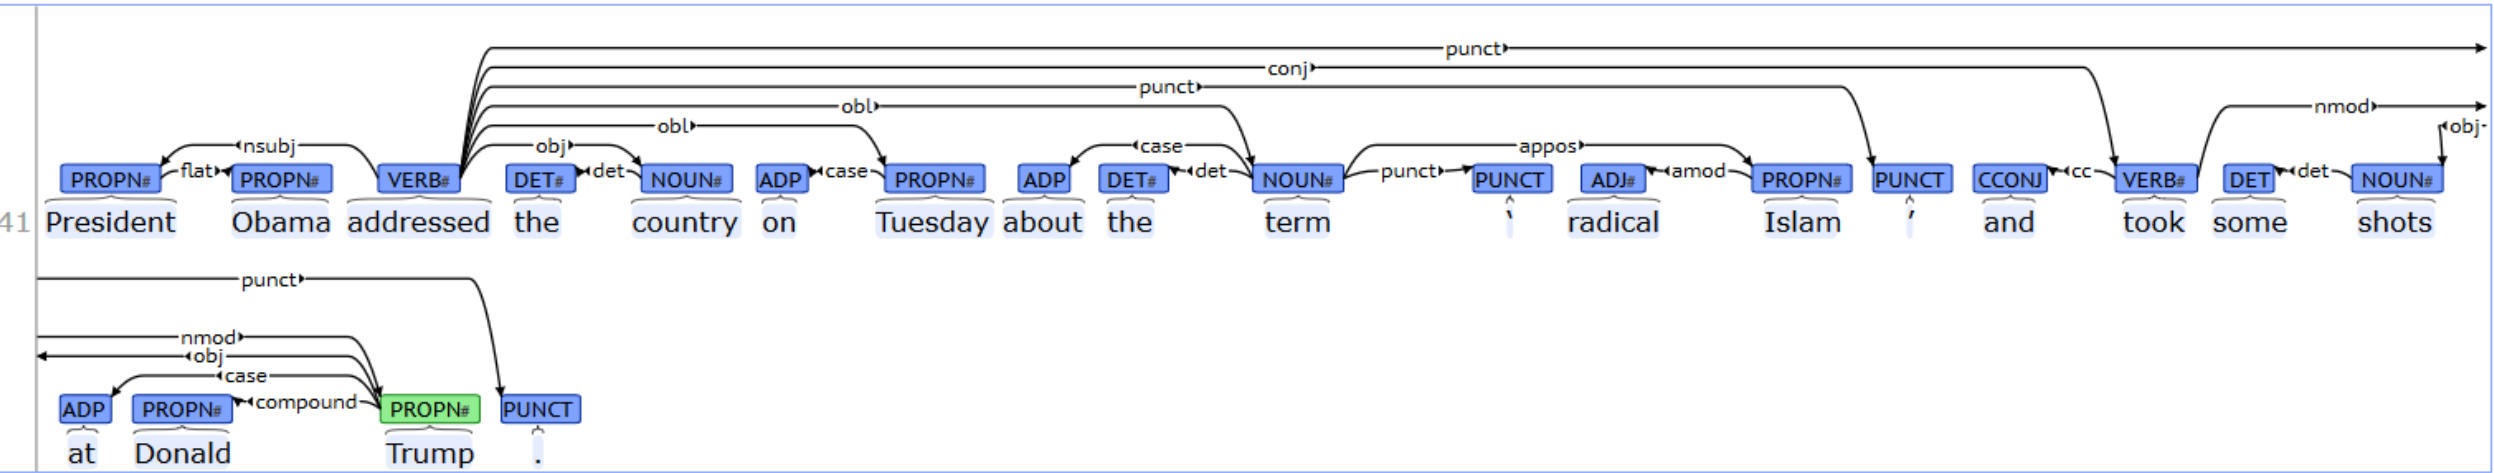 punct
conj
punct
obl
obl
nsubj obj case appos nmod obj
flat det case det punct amod cc det
PROPN# PROPN# VERB# DET# NOUN# ADP PROPN# ADP DET# NOUN# PUNCT ADJ# PROPN# PUNCT CCONJ VERB# DET NOUN#
41 President Obama addressed the country on Tuesday about the term ‘ radical Islam ’ and took some shots
punct
nmod
obj
case
compound
ADP PROPN# PROPN# PUNCT
at Donald Trump .